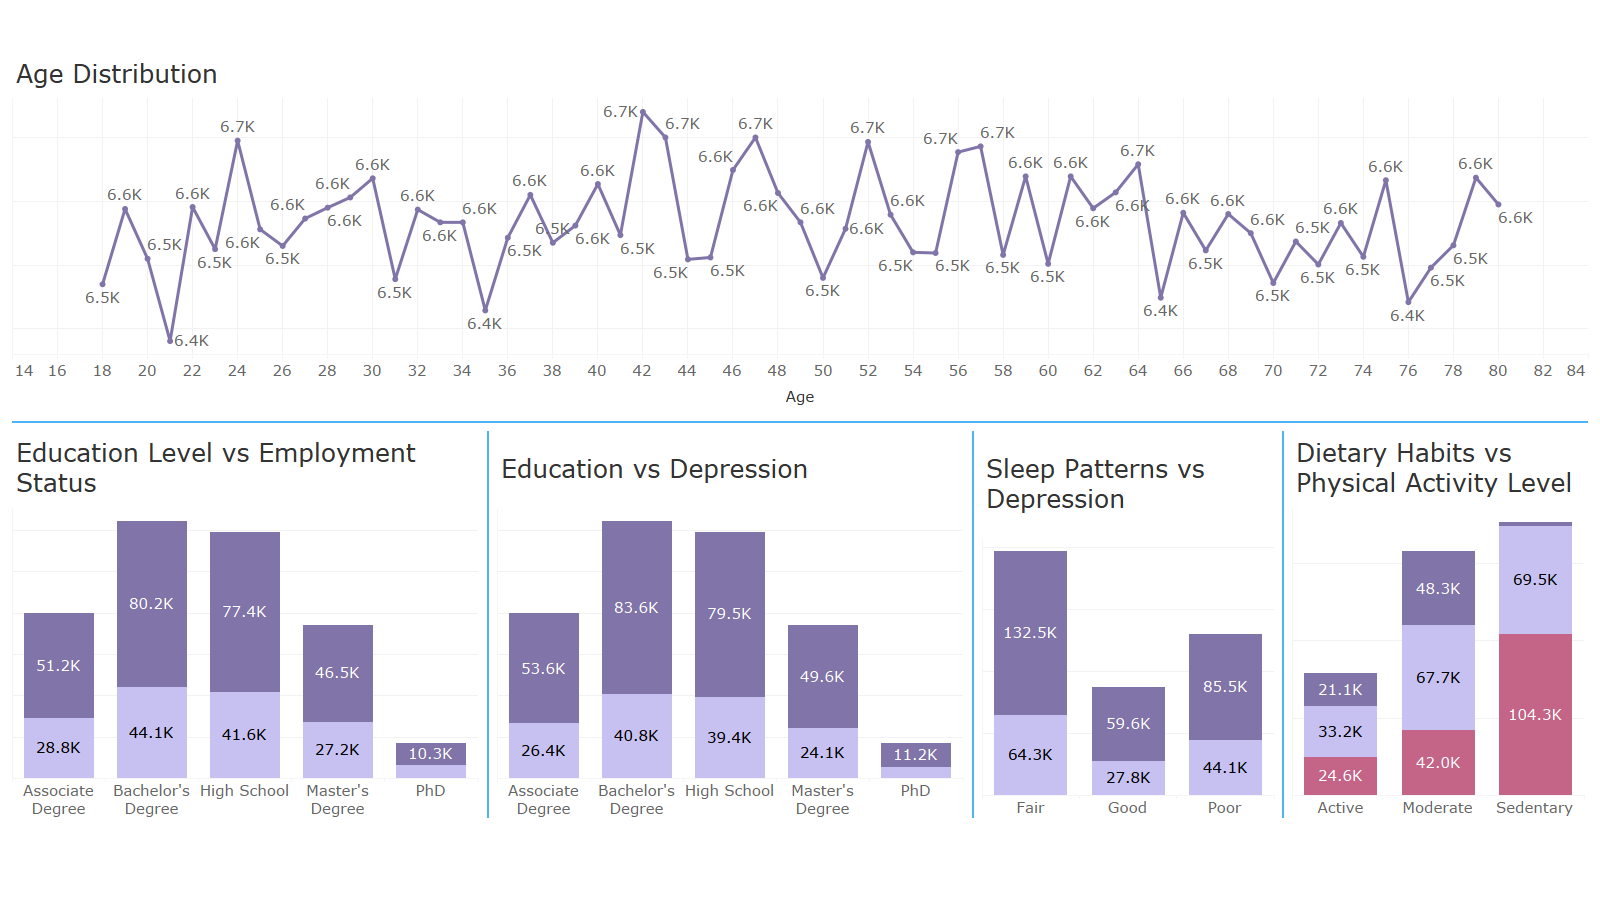 Age Distribution
6.5K
6.6K
6.5K
6.4K
6.6K
6.5K
6.7K
6.6K
6.5K
6.6K
6.6K
6.6K
6.6K
6.5K
6.6K
6.6K
6.6K
6.4K
6.5K
6.6K
6.5K
6.6K
6.6K
6.5K
6.7K
6.7K
6.5K
6.5K
6.6K
6.7K
6.6K
6.6K
6.5K
6.6K
6.7K
6.6K
6.5K
6.5K
6.7K
6.7K
6.5K
6.6K
6.5K
6.6K
6.6K
6.6K
6.7K
6.4K
6.6K
6.5K
6.6K
6.6K
6.5K
6.5K
6.5K
6.6K
6.5K
6.6K
6.4K
6.5K
6.5K
6.6K
6.6K
14 16 18 20 22 24 26 28 30 32 34 36 38 40 42 44 46 48 50 52 54 56 58 60 62 64 66 68 70 72 74 76 78 80 82 84
Age
Education Level vs Employment
Status
51.2K
28.8K
80.2K
44.1K
77.4K
41.6K
46.5K
27.2K
10.3K
Associate
Degree
Bachelor's
Degree
High School
Master's
Degree
PhD
Education vs Depression
53.6K
26.4K
83.6K
40.8K
79.5K
39.4K
49.6K
24.1K
11.2K
Associate
Degree
Bachelor's
Degree
High School
Master's
Degree
PhD
Sleep Patterns vs
Depression
132.5K
64.3K
59.6K
27.8K
85.5K
44.1K
Fair
Good
Poor
Dietary Habits vs
Physical Activity Level
21.1K
33.2K
24.6K
48.3K
67.7K
42.0K
69.5K
104.3K
Active
Moderate
Sedentary